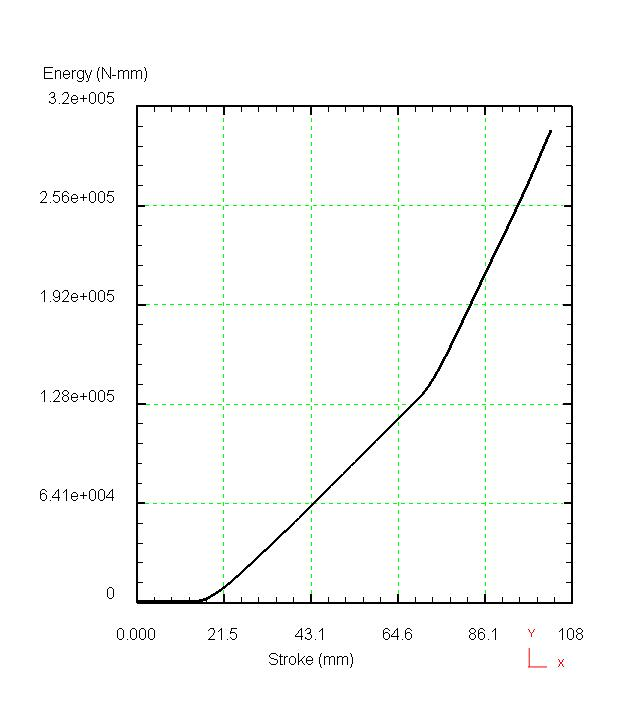 Energy (N-mm)
3.2e+005
2.56e+005
1.92e+005
1.28e+005
6.41e+004
0
0.000 21.5 43.1 64.6 86.1 108
Stroke (mm)
Y
X